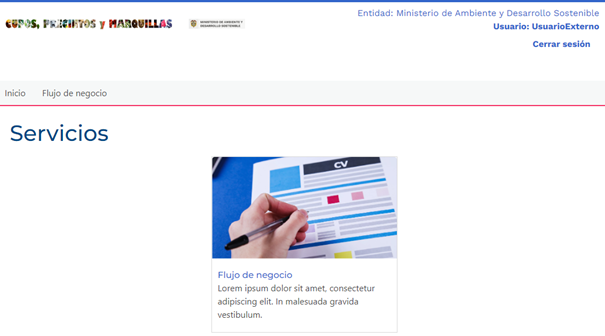 Entidad: Ministerio de Ambiente y Desarrollo Sostenible
CUPOS, PRECINTOS y MARQUILLAS
MINISTERIO DE AMBIENTE Y
DESARROLLO SOSTENIBLE
Usuario: UsuarioExterno
Cerrar sesión
Inicio
Flujo de negocio
Servicios
CV
Flujo de negocio
Lorem ipsum dolor sit amet, consectetur
adipiscing elit. In malesuada gravida
vestibulum.